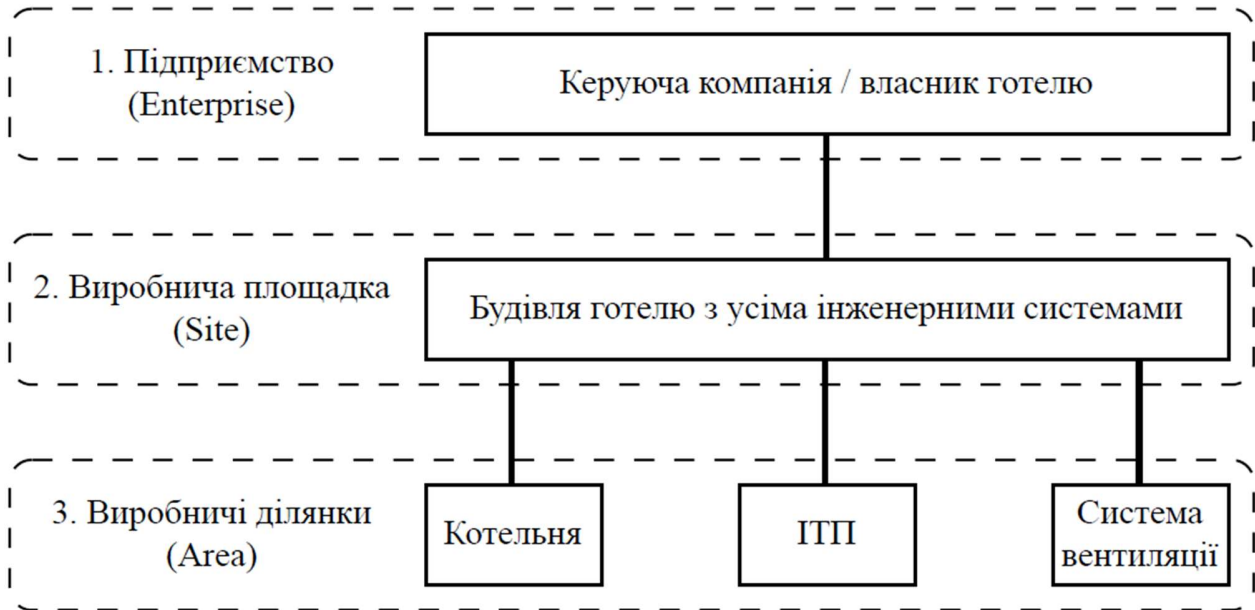 1. Підприємство
(Enterprise)
Керуюча компанія / власник готелю
2. Виробнича площадка
(Site)
Будівля готелю з усіма інженерними системами
3. Виробничі ділянки
(Area)
Котельня
ІТП
Система
вентиляції